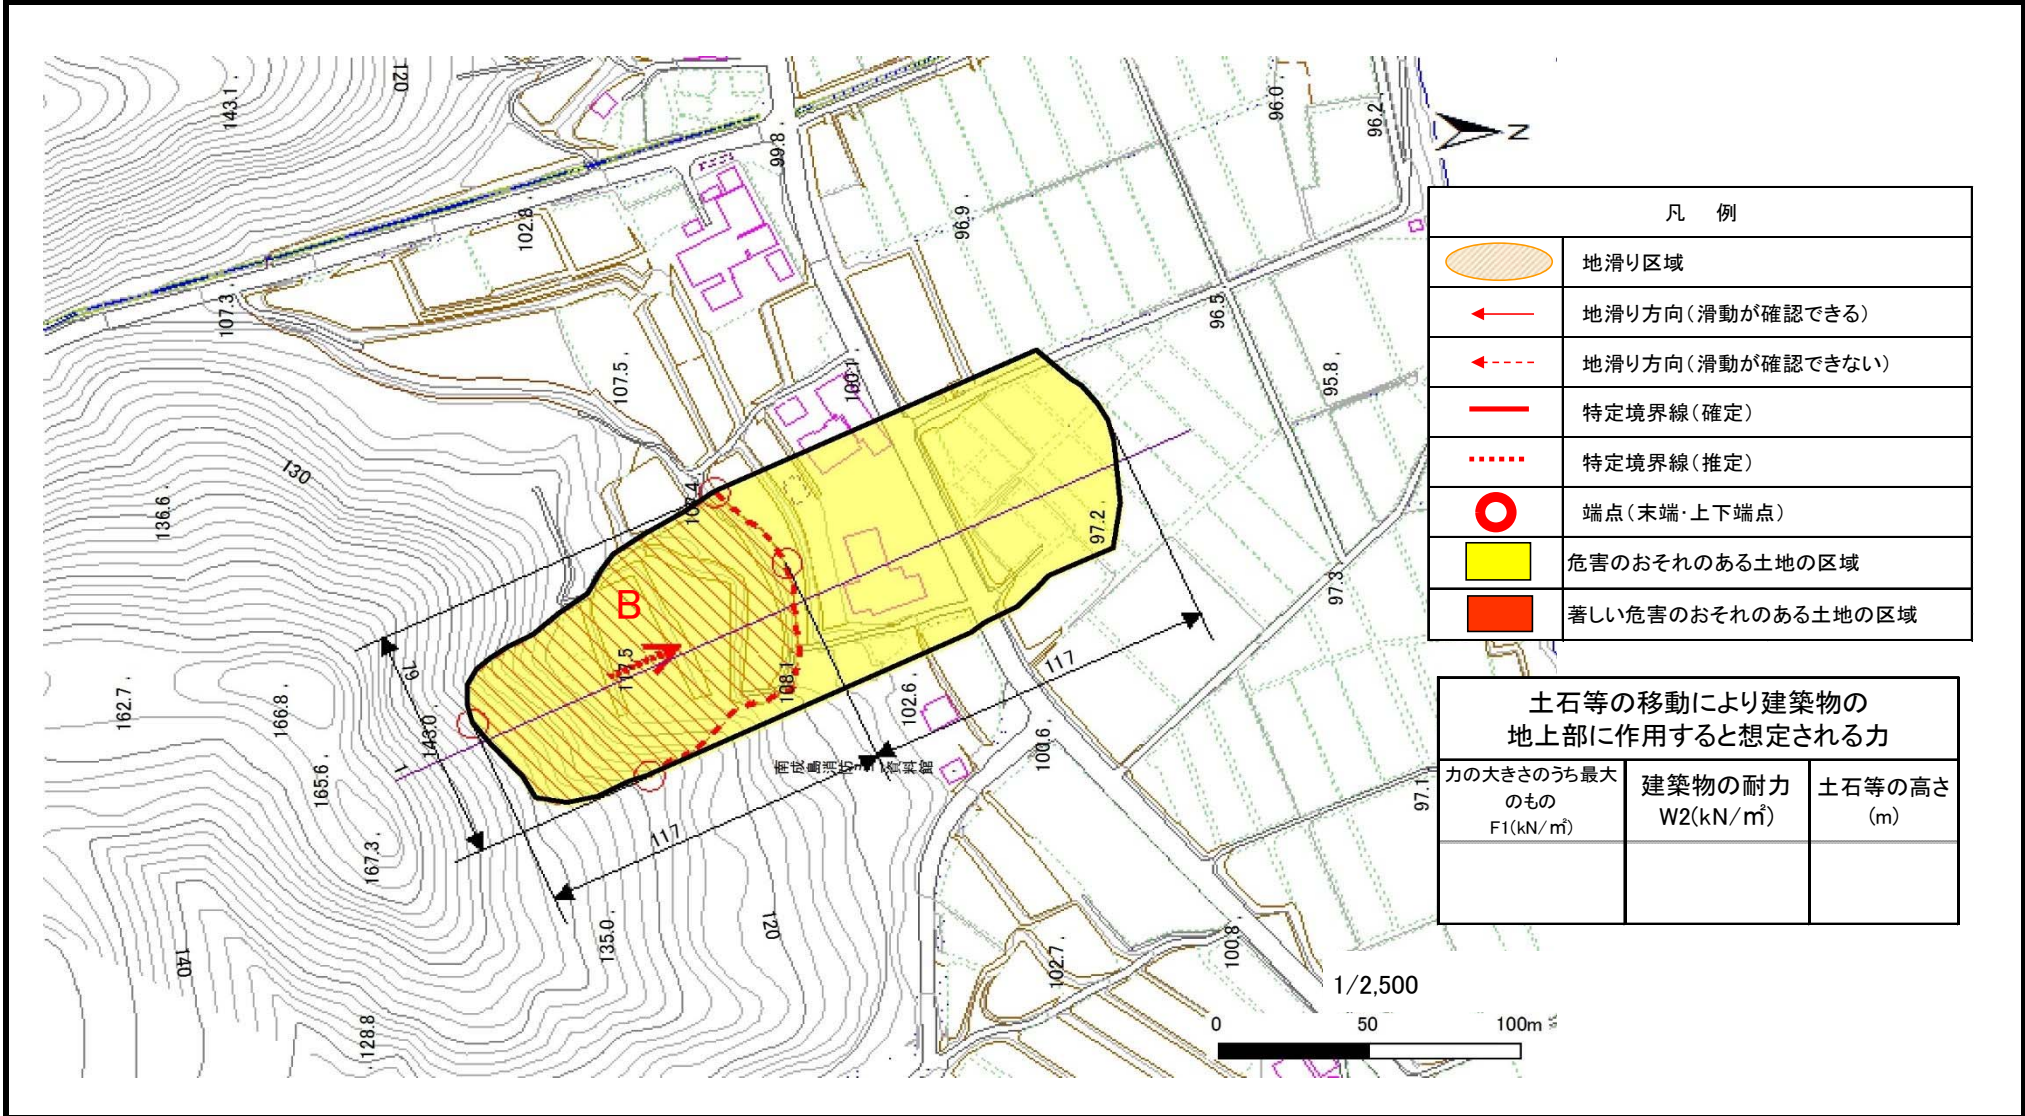 143.1
120
99.8
96.0
96.2
N
102.8
96.9
107.3
96.5
107.5
100.1
95.8
130
136.6
97.2
B
97.3
117.5
108.1
79
117
162.7
166.8
143.0
102.6
1
165.6
100.6
97.1
167.3
117
135.0
120
140
102.7
100.8
128.8
凡 例
地滑り区域
地滑り方向(滑動が確認できる)
地滑り方向(滑動が確認できない)
特定境界線(確定)
特定境界線(推定)
端点(末端・上下端点)
危害のおそれのある土地の区域
著しい危害のおそれのある土地の区域
土石等の移動により建築物の
地上部に作用すると想定される力
力の大きさのうち最大
のもの
F1(kN/㎡)
建築物の耐力
W2(kN/㎡)
土石等の高さ
(m)
1/2,500
0 50 100m